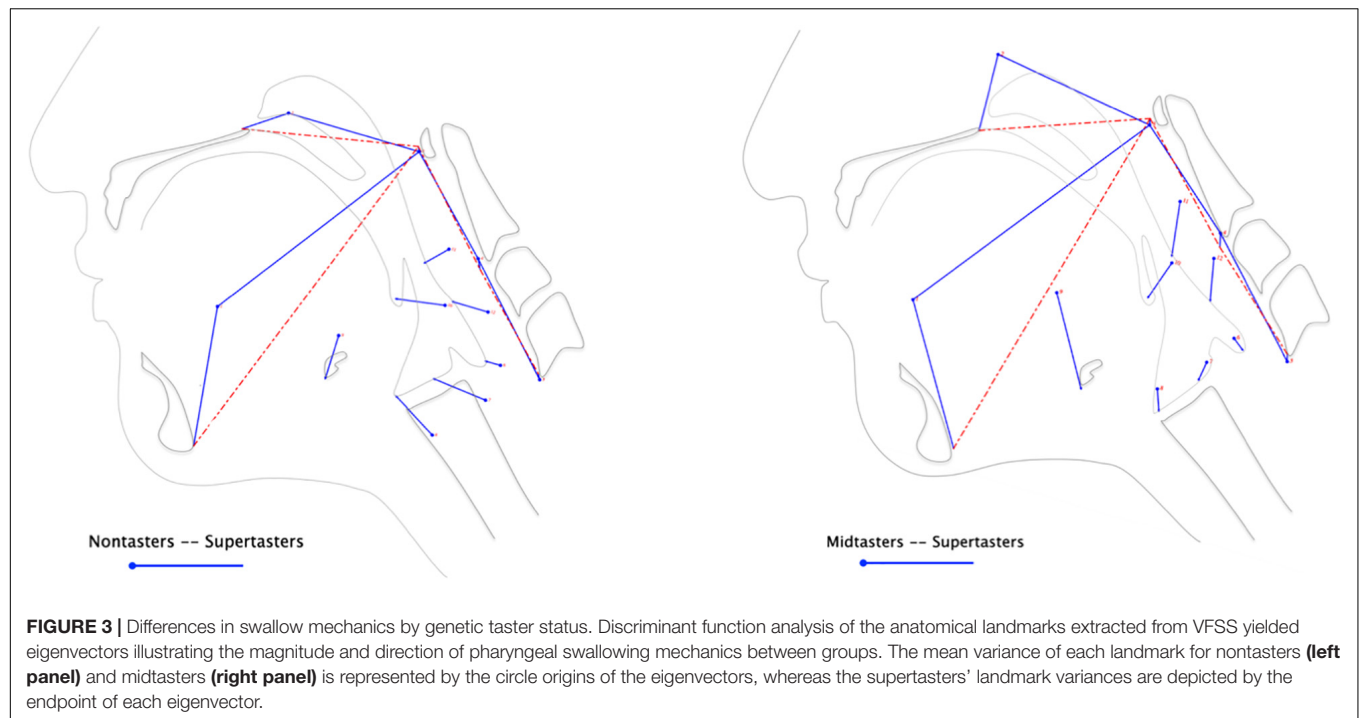 Nontasters -- Supertasters
Midtasters -- Supertasters
FIGURE 3 | Differences in swallow mechanics by genetic taster status. Discriminant function analysis of the anatomical landmarks extracted from VFSS yielded
eigenvectors illustrating the magnitude and direction of pharyngeal swallowing mechanics between groups. The mean variance of each landmark for nontasters (left
panel) and midtasters (right panel) is represented by the circle origins of the eigenvectors, whereas the supertasters' landmark variances are depicted by the
endpoint of each eigenvector.